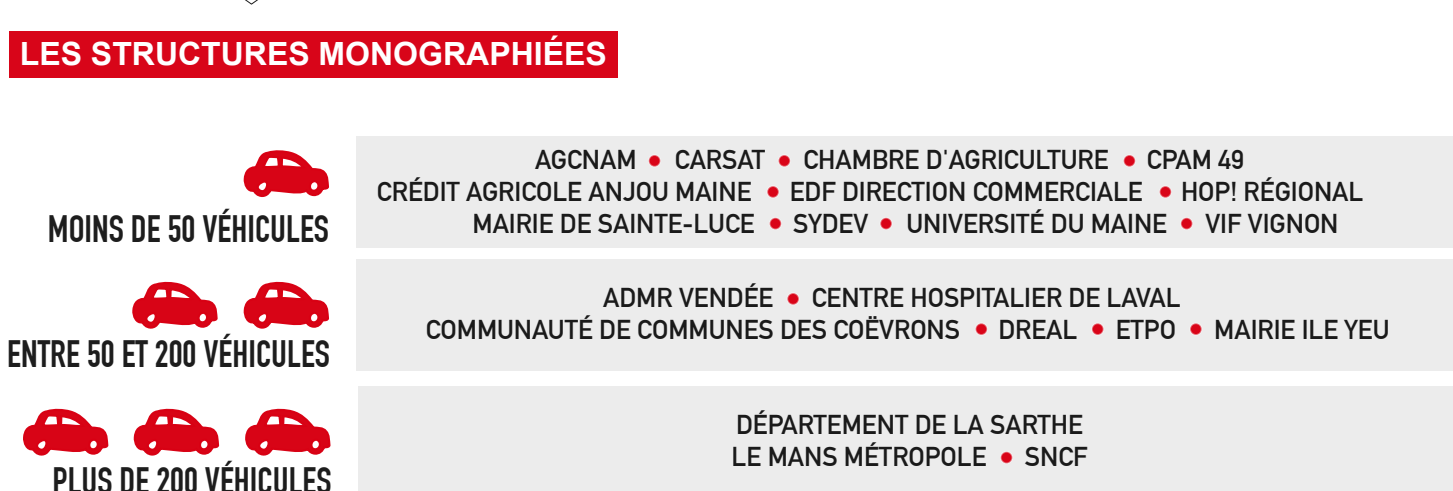 LES STRUCTURES MONOGRAPHIÉES
MOINS DE 50 VÉHICULES
AGCNAM • CARSAT • CHAMBRE D'AGRICULTURE • CPAM 49
CRÉDIT AGRICOLE ANJOU MAINE • EDF DIRECTION COMMERCIALE • HOP! RÉGIONAL
MAIRIE DE SAINTE-LUCE • SYDEV • UNIVERSITÉ DU MAINE • VIF VIGNON
ENTRE 50 ET 200 VÉHICULES
ADMR VENDÉE • CENTRE HOSPITALIER DE LAVAL
COMMUNAUTÉ DE COMMUNES DES COËVRONS • DREAL • ETPO • MAIRIE ILE YEU
PLUS DE 200 VÉHICULES
DÉPARTEMENT DE LA SARTHE
LE MANS MÉTROPOLE • SNCF